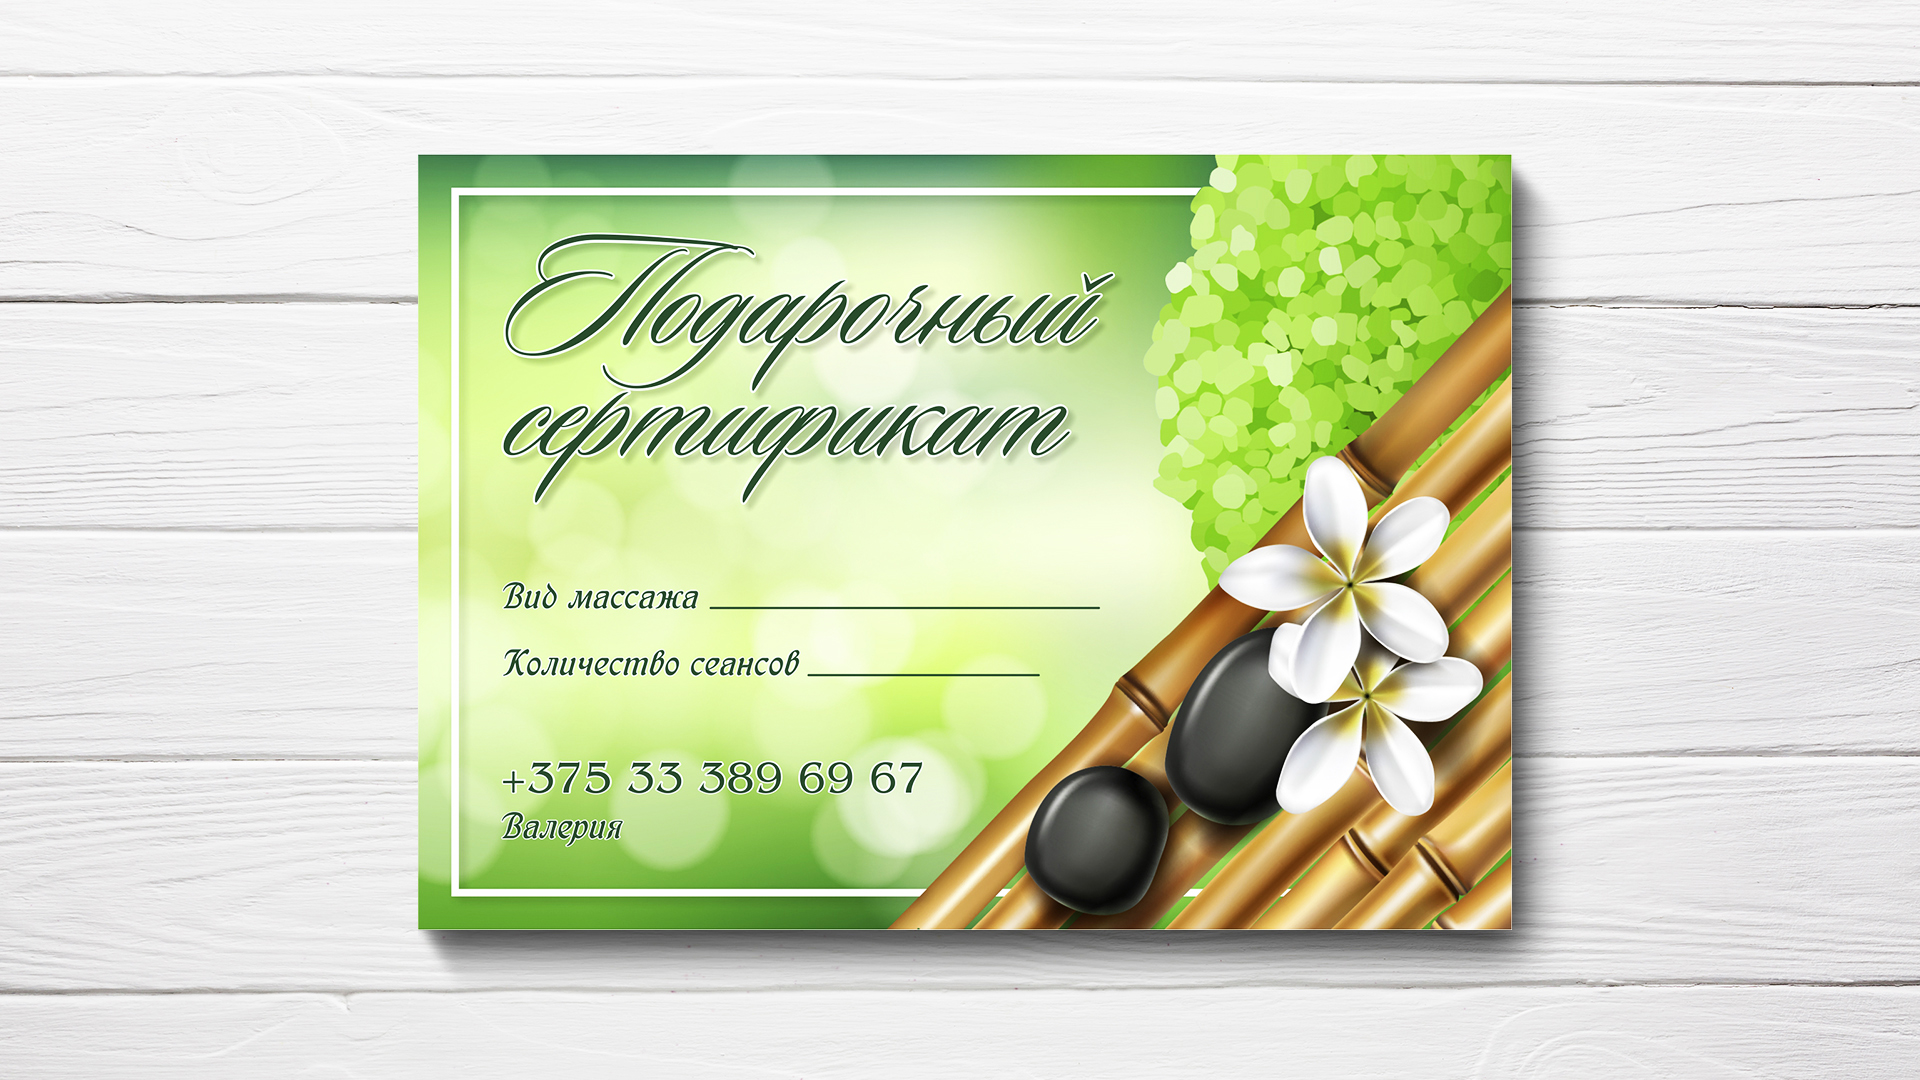 Подарочный
сертификат
Вид массажа
Количество сеансов
+375 33 389 69 67
Валерия